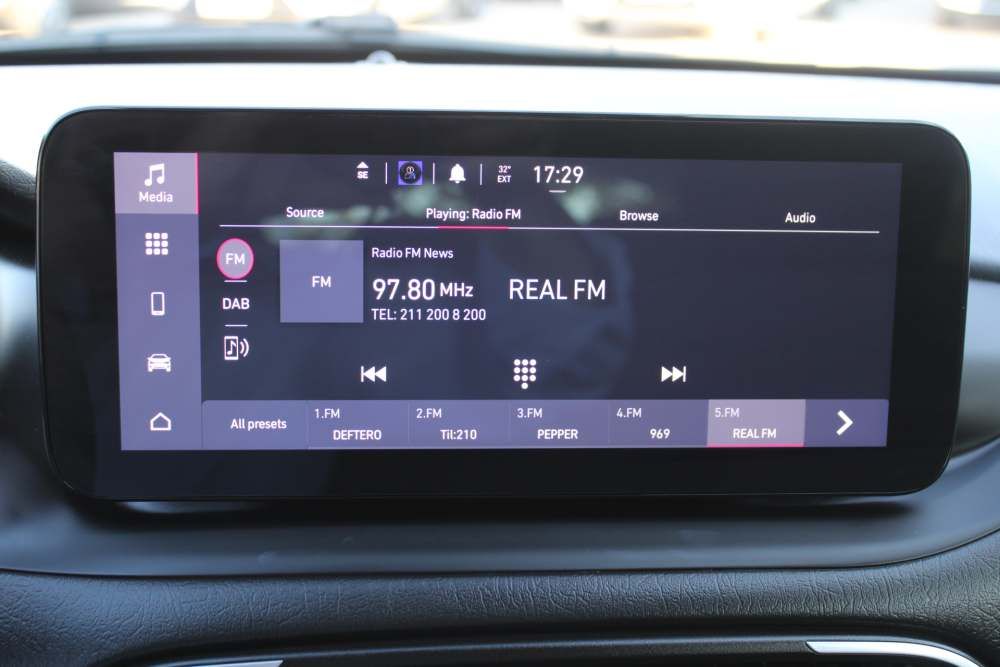 Media
SE
32°
EXT
17:29
Source
Playing: Radio FM
Browse
Audio
FM
DAB
FM
Radio FM News
97.80 MHz
REAL FM
TEL: 211 200 8 200
All presets
1.FM
DEFTERO
2.FM
Til:210
3.FM
PEPPER
4.FM
969
5.FM
REAL FM